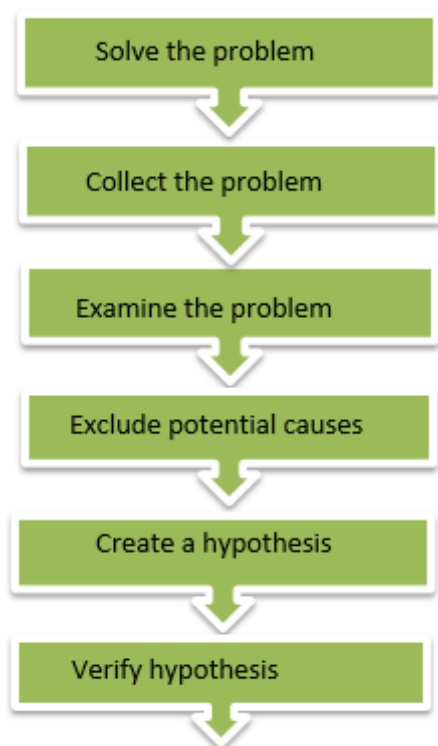 Solve the problem
Collect the problem
Examine the problem
Exclude potential causes
Create a hypothesis
Verify hypothesis